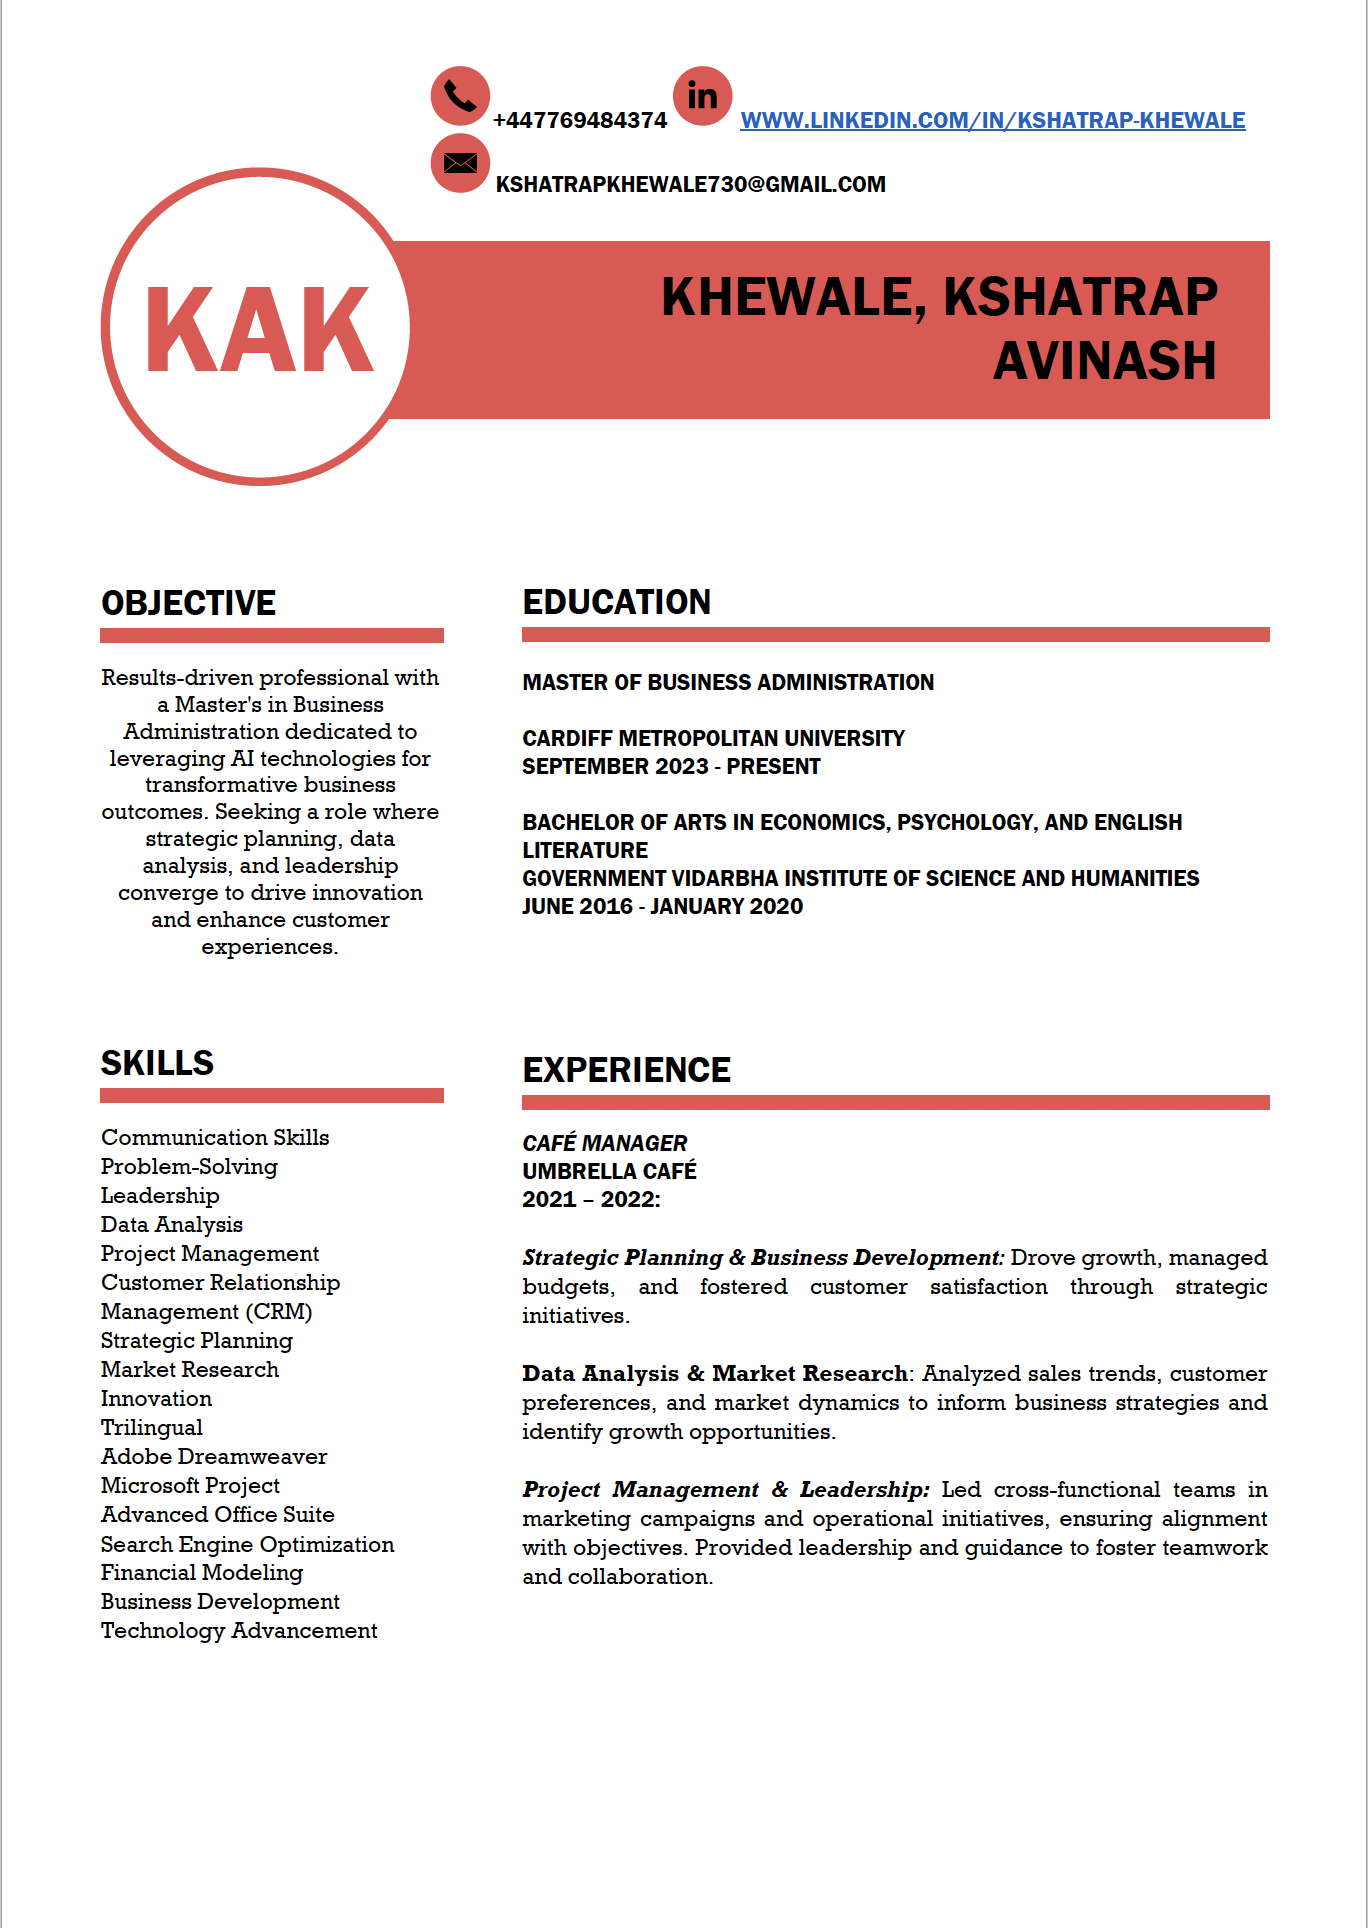 +447769484374 in WWW.LINKEDIN.COM/IN/KSHATRAP-KHEWALE
KSHATRAPKHEWALE730@GMAIL.COM
KAK
KHEWALE, KSHATRAP
AVINASH
OBJECTIVE
Results-driven professional with
a Master's in Business
Administration dedicated to
leveraging AI technologies for
transformative business
outcomes. Seeking a role where
strategic planning, data
analysis, and leadership
converge to drive innovation
and enhance customer
experiences.
SKILLS
Communication Skills
Problem-Solving
Leadership
Data Analysis
Project Management
Customer Relationship
Management (CRM)
Strategic Planning
Market Research
Innovation
Trilingual
Adobe Dreamweaver
Microsoft Project
Advanced Office Suite
Search Engine Optimization
Financial Modeling
Business Development
Technology Advancement
EDUCATION
MASTER OF BUSINESS ADMINISTRATION
CARDIFF METROPOLITAN UNIVERSITY
SEPTEMBER 2023 - PRESENT
BACHELOR OF ARTS IN ECONOMICS, PSYCHOLOGY, AND ENGLISH
LITERATURE
GOVERNMENT VIDARBHA INSTITUTE OF SCIENCE AND HUMANITIES
JUNE 2016 - JANUARY 2020
EXPERIENCE
CAFÉ MANAGER
UMBRELLA CAFÉ
2021 – 2022:
Strategic Planning & Business Development: Drove growth, managed
budgets, and fostered customer satisfaction through strategic
initiatives.
Data Analysis & Market Research: Analyzed sales trends, customer
preferences, and market dynamics to inform business strategies and
identify growth opportunities.
Project Management & Leadership: Led cross-functional teams in
marketing campaigns and operational initiatives, ensuring alignment
with objectives. Provided leadership and guidance to foster teamwork
and collaboration.